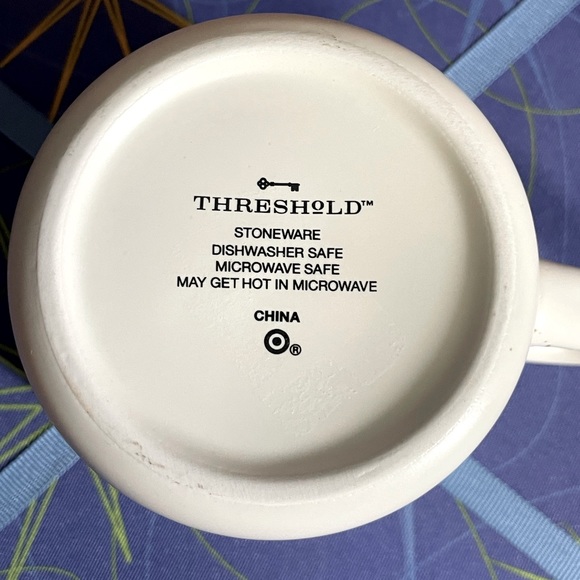 THRESHOLD™
STONEWARE
DISHWASHER SAFE
MICROWAVE SAFE
MAY GET HOT IN MICROWAVE
CHINA
®